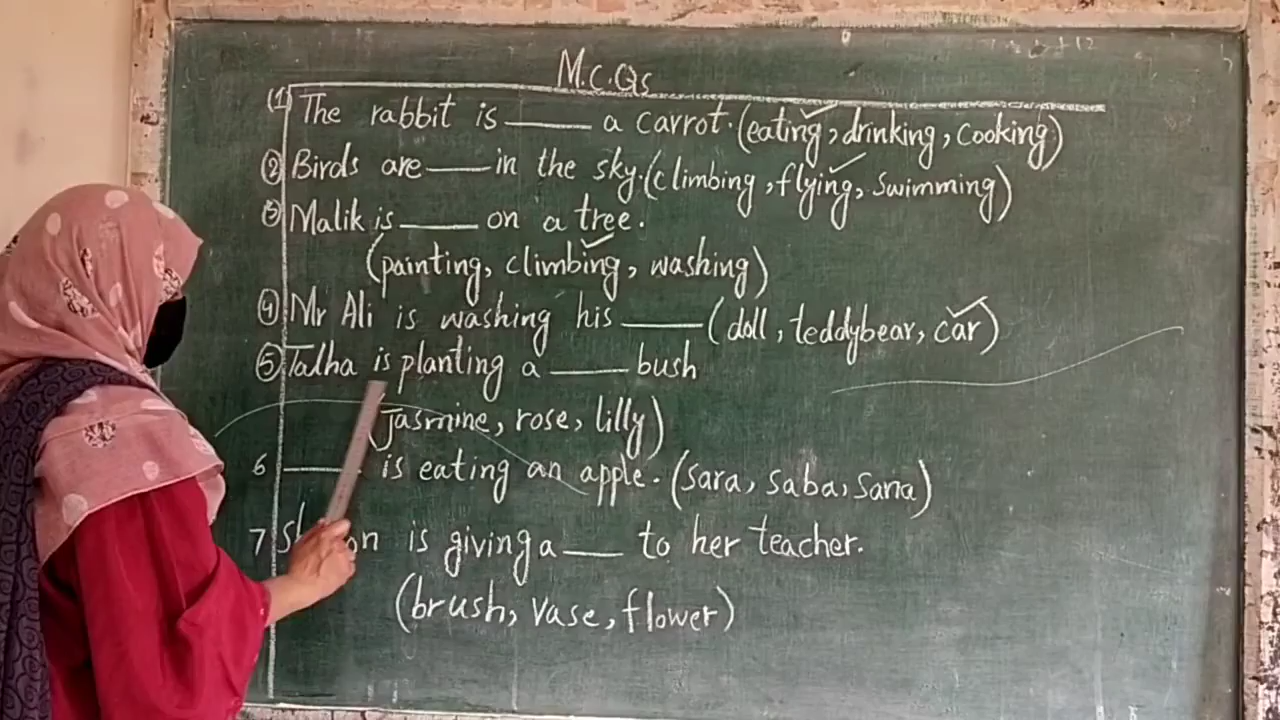 M.C.Qs
(1) The rabbit is ____ a carrot. (eating, drinking, cooking.)
(2) Birds are ____ in the sky. (climbing, flying, swimming)
(3) Malik is ____ on a tree.
(painting, climbing, washing)
(4) Mr Ali is washing his ____ (doll, teddybear, car)
(5) Talha is planting a ____ bush
(Jasmine, rose, lilly)
6 ____ is eating an apple. (sara, saba, sana)
7 is giving a ____ to her teacher.
(brush, vase, flower)